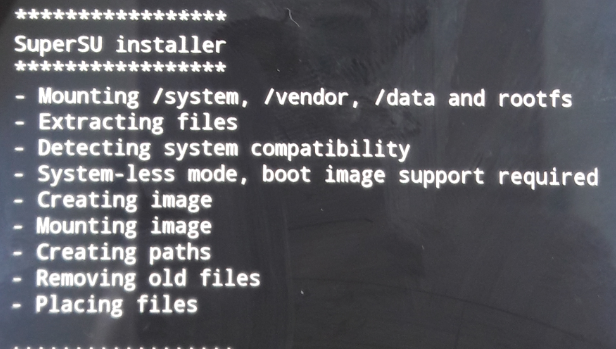 *****************
SuperSU installer
*****************
- Mounting /system, /vendor, /data and rootfs
- Extracting files
- Detecting system compatibility
- System-less mode, boot image support required
- Creating image
- Mounting image
- Creating paths
- Removing old files
- Placing files